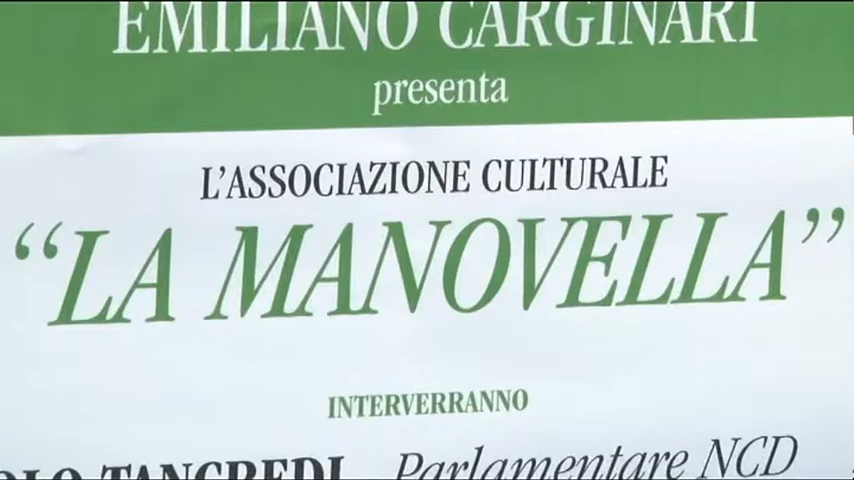 EMILIANO CARGINARI
presenta
L'ASSOCIAZIONE CULTURALE
"LA MANOVELLA"
INTERVERRANNO
TANCREDI Parlamentare NCD